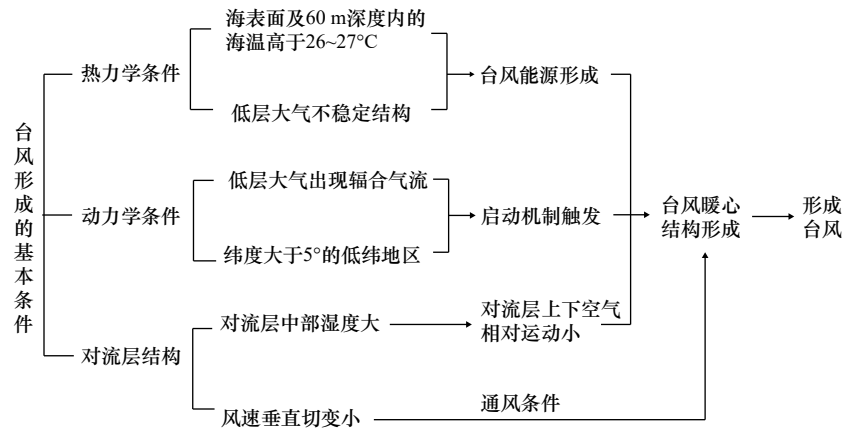 台风形成的基本条件
热力学条件
海表面及60 m深度内的
海温高于26~27°C
低层大气不稳定结构
台风能源形成
动力学条件
低层大气出现辐合气流
纬度大于5°的低纬地区
启动机制触发
对流层结构
对流层中部湿度大
对流层上下空气
相对运动小
风速垂直切变小
通风条件
台风暖心
结构形成
形成
台风